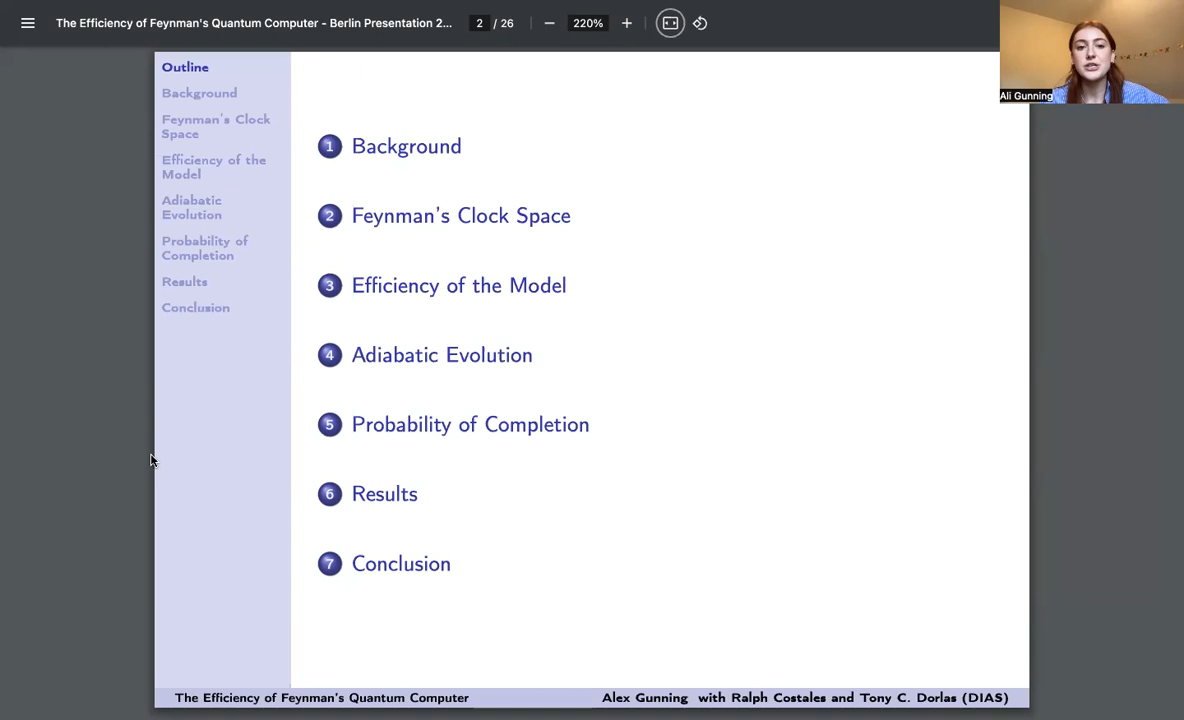 The Efficiency of Feynman's Quantum Computer - Berlin Presentation 2...
2 / 26
220%
Ali Gunning
Outline
Background
Feynman's Clock
Space
Efficiency of the
Model
Adiabatic
Evolution
Probability of
Completion
Results
Conclusion
1 Background
2 Feynman's Clock Space
3 Efficiency of the Model
4 Adiabatic Evolution
5 Probability of Completion
6 Results
7 Conclusion
The Efficiency of Feynman's Quantum Computer
Alex Gunning with Ralph Costales and Tony C. Dorlas (DIAS)